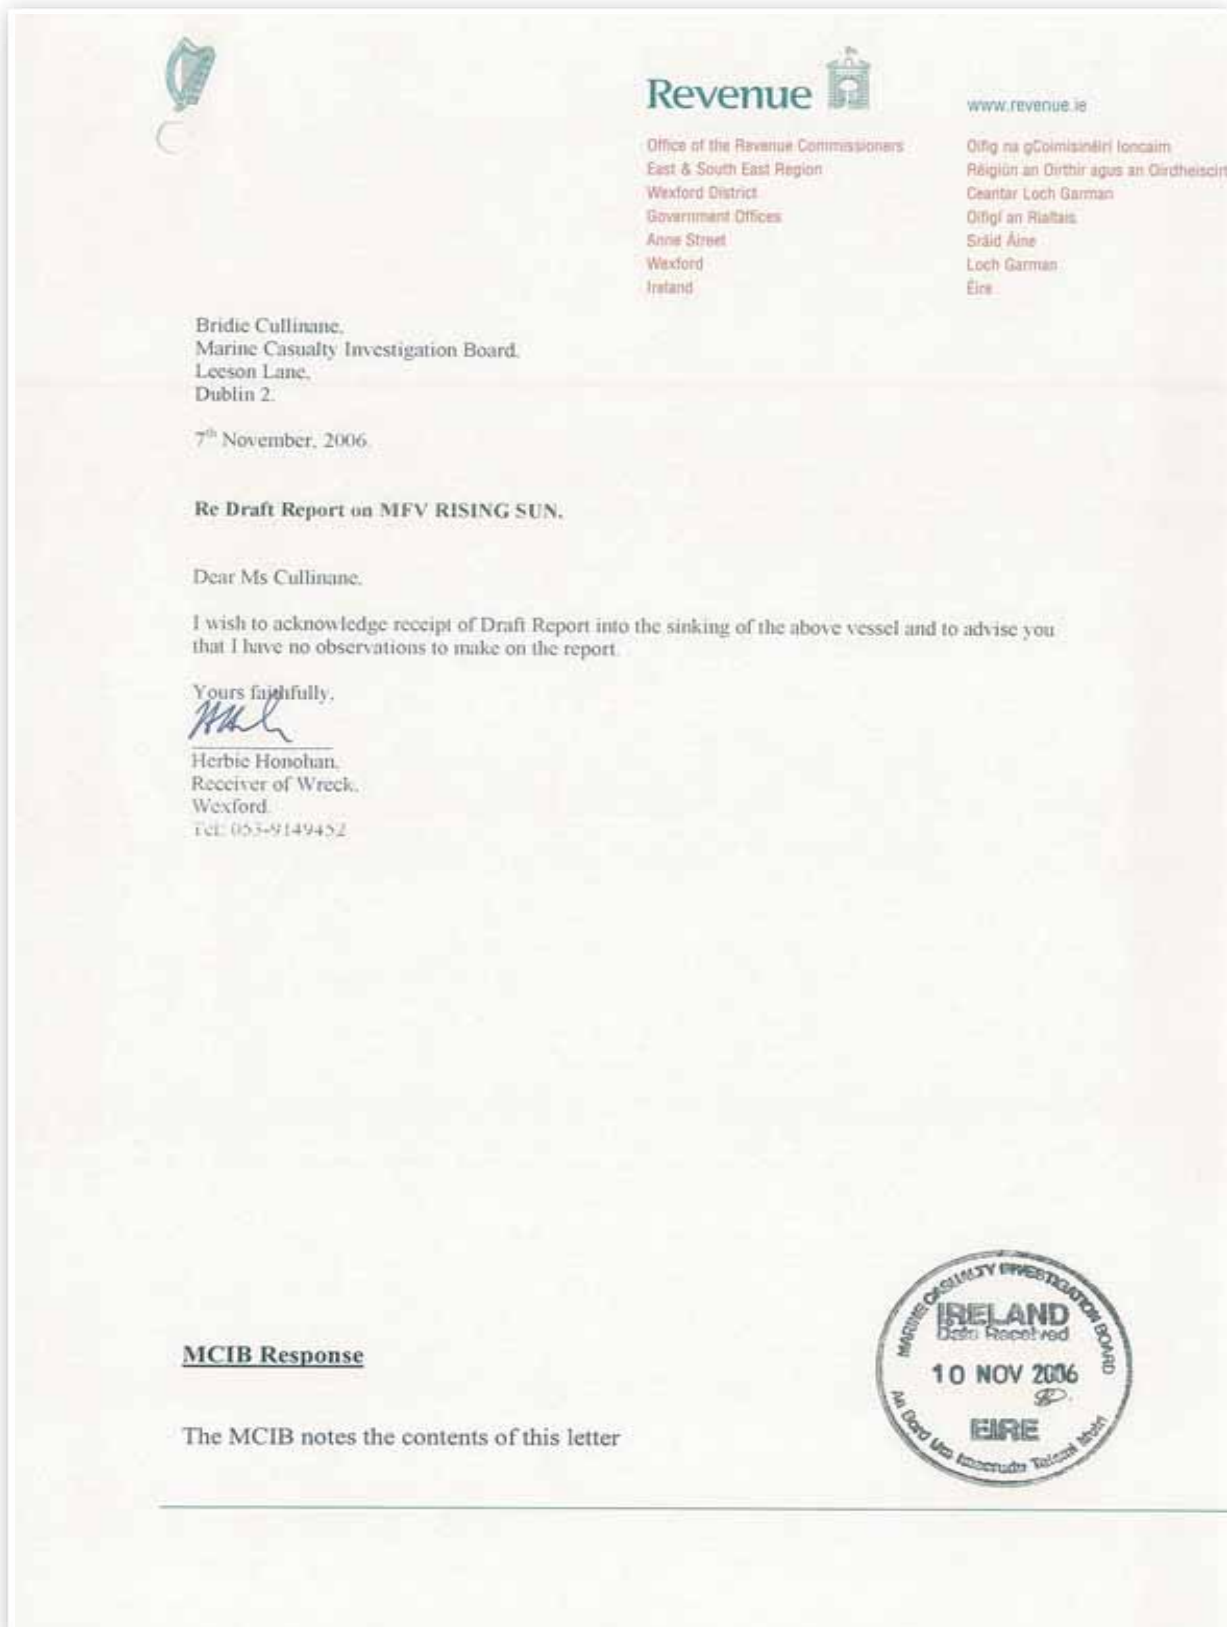 Revenue
www.revenue.ie
Office of the Revenue Commissioners
East & South East Region
Wexford District
Government Offices
Anne Street
Wexford
Ireland
Oifig na gCoimisinéirí Ioncaim
Réigiún an Oirthir agus an Oirdheiscirt
Ceantar Loch Garman
Oifigí an Rialtais
Sráid Áine
Loch Garman
Éire
Bridie Cullinane,
Marine Casualty Investigation Board,
Leeson Lane,
Dublin 2.
7th November, 2006.
Re Draft Report on MFV RISING SUN.
Dear Ms Cullinane,
I wish to acknowledge receipt of Draft Report into the sinking of the above vessel and to advise you
that I have no observations to make on the report.
Yours faithfully,
Herbie Honohan,
Receiver of Wreck,
Wexford.
Tel: 053-9149452
MCIB Response
The MCIB notes the contents of this letter
MARINE CASUALTY INVESTIGATION BOARD
IRELAND
Date Received
10 NOV 2006
EIRE
An Bord